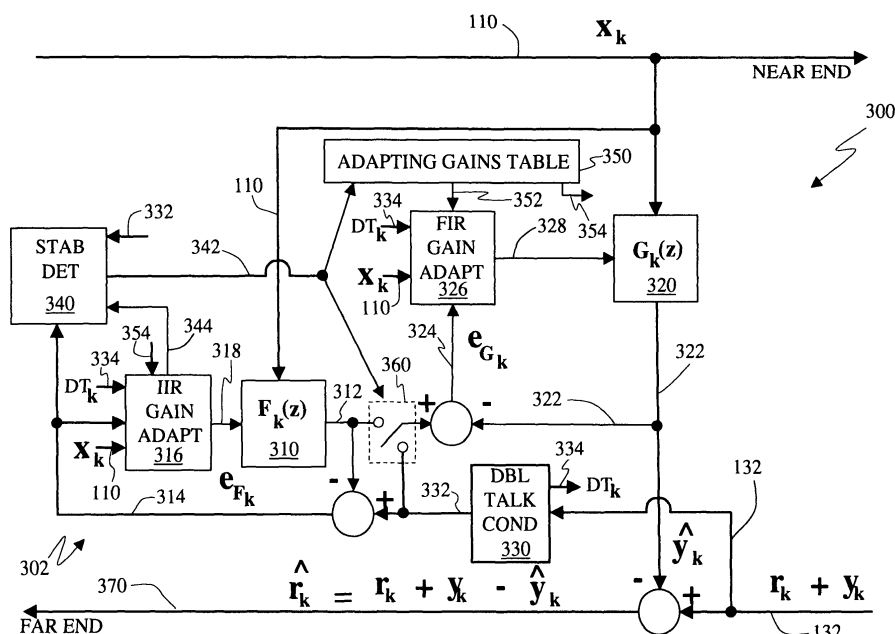 110
x_k
NEAR END
300
ADAPTING GAINS TABLE
350
110
334
352
354
332
DT_k
FIR
GAIN
ADAPT
326
328
G_k(z)
320
STAB
DET
340
342
x_k
110
344
324
e_G_k
354
360
322
334
318
DT_k
IIR
GAIN
ADAPT
316
F_k(z)
310
312
+
-
322
x_k
110
e_F_k
-
+
332
DBL
TALK
COND
330
334
DT_k
132
314
302
ŷ_k
370
r̂_k = r_k + y_k - ŷ_k
-
+
r_k + y_k
FAR END
132